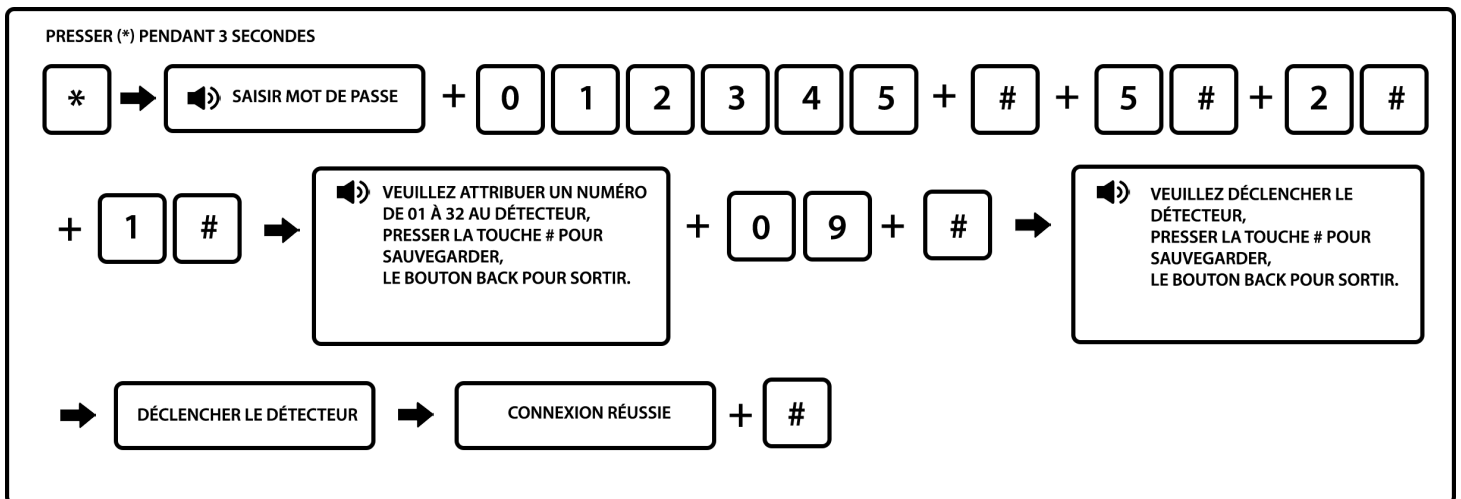 PRESSER (*) PENDANT 3 SECONDES
* SAISIR MOT DE PASSE + 0 1 2 3 4 5 + # + 5 # + 2 #
+ 1 #
VEUILLEZ ATTRIBUER UN NUMÉRO
DE 01 À 32 AU DÉTECTEUR,
PRESSER LA TOUCHE # POUR
SAUVEGARDER,
LE BOUTON BACK POUR SORTIR.
+ 0 9 + #
VEUILLEZ DÉCLENCHER LE
DÉTECTEUR,
PRESSER LA TOUCHE # POUR
SAUVEGARDER,
LE BOUTON BACK POUR SORTIR.
DÉCLENCHER LE DÉTECTEUR CONNEXION RÉUSSIE + #